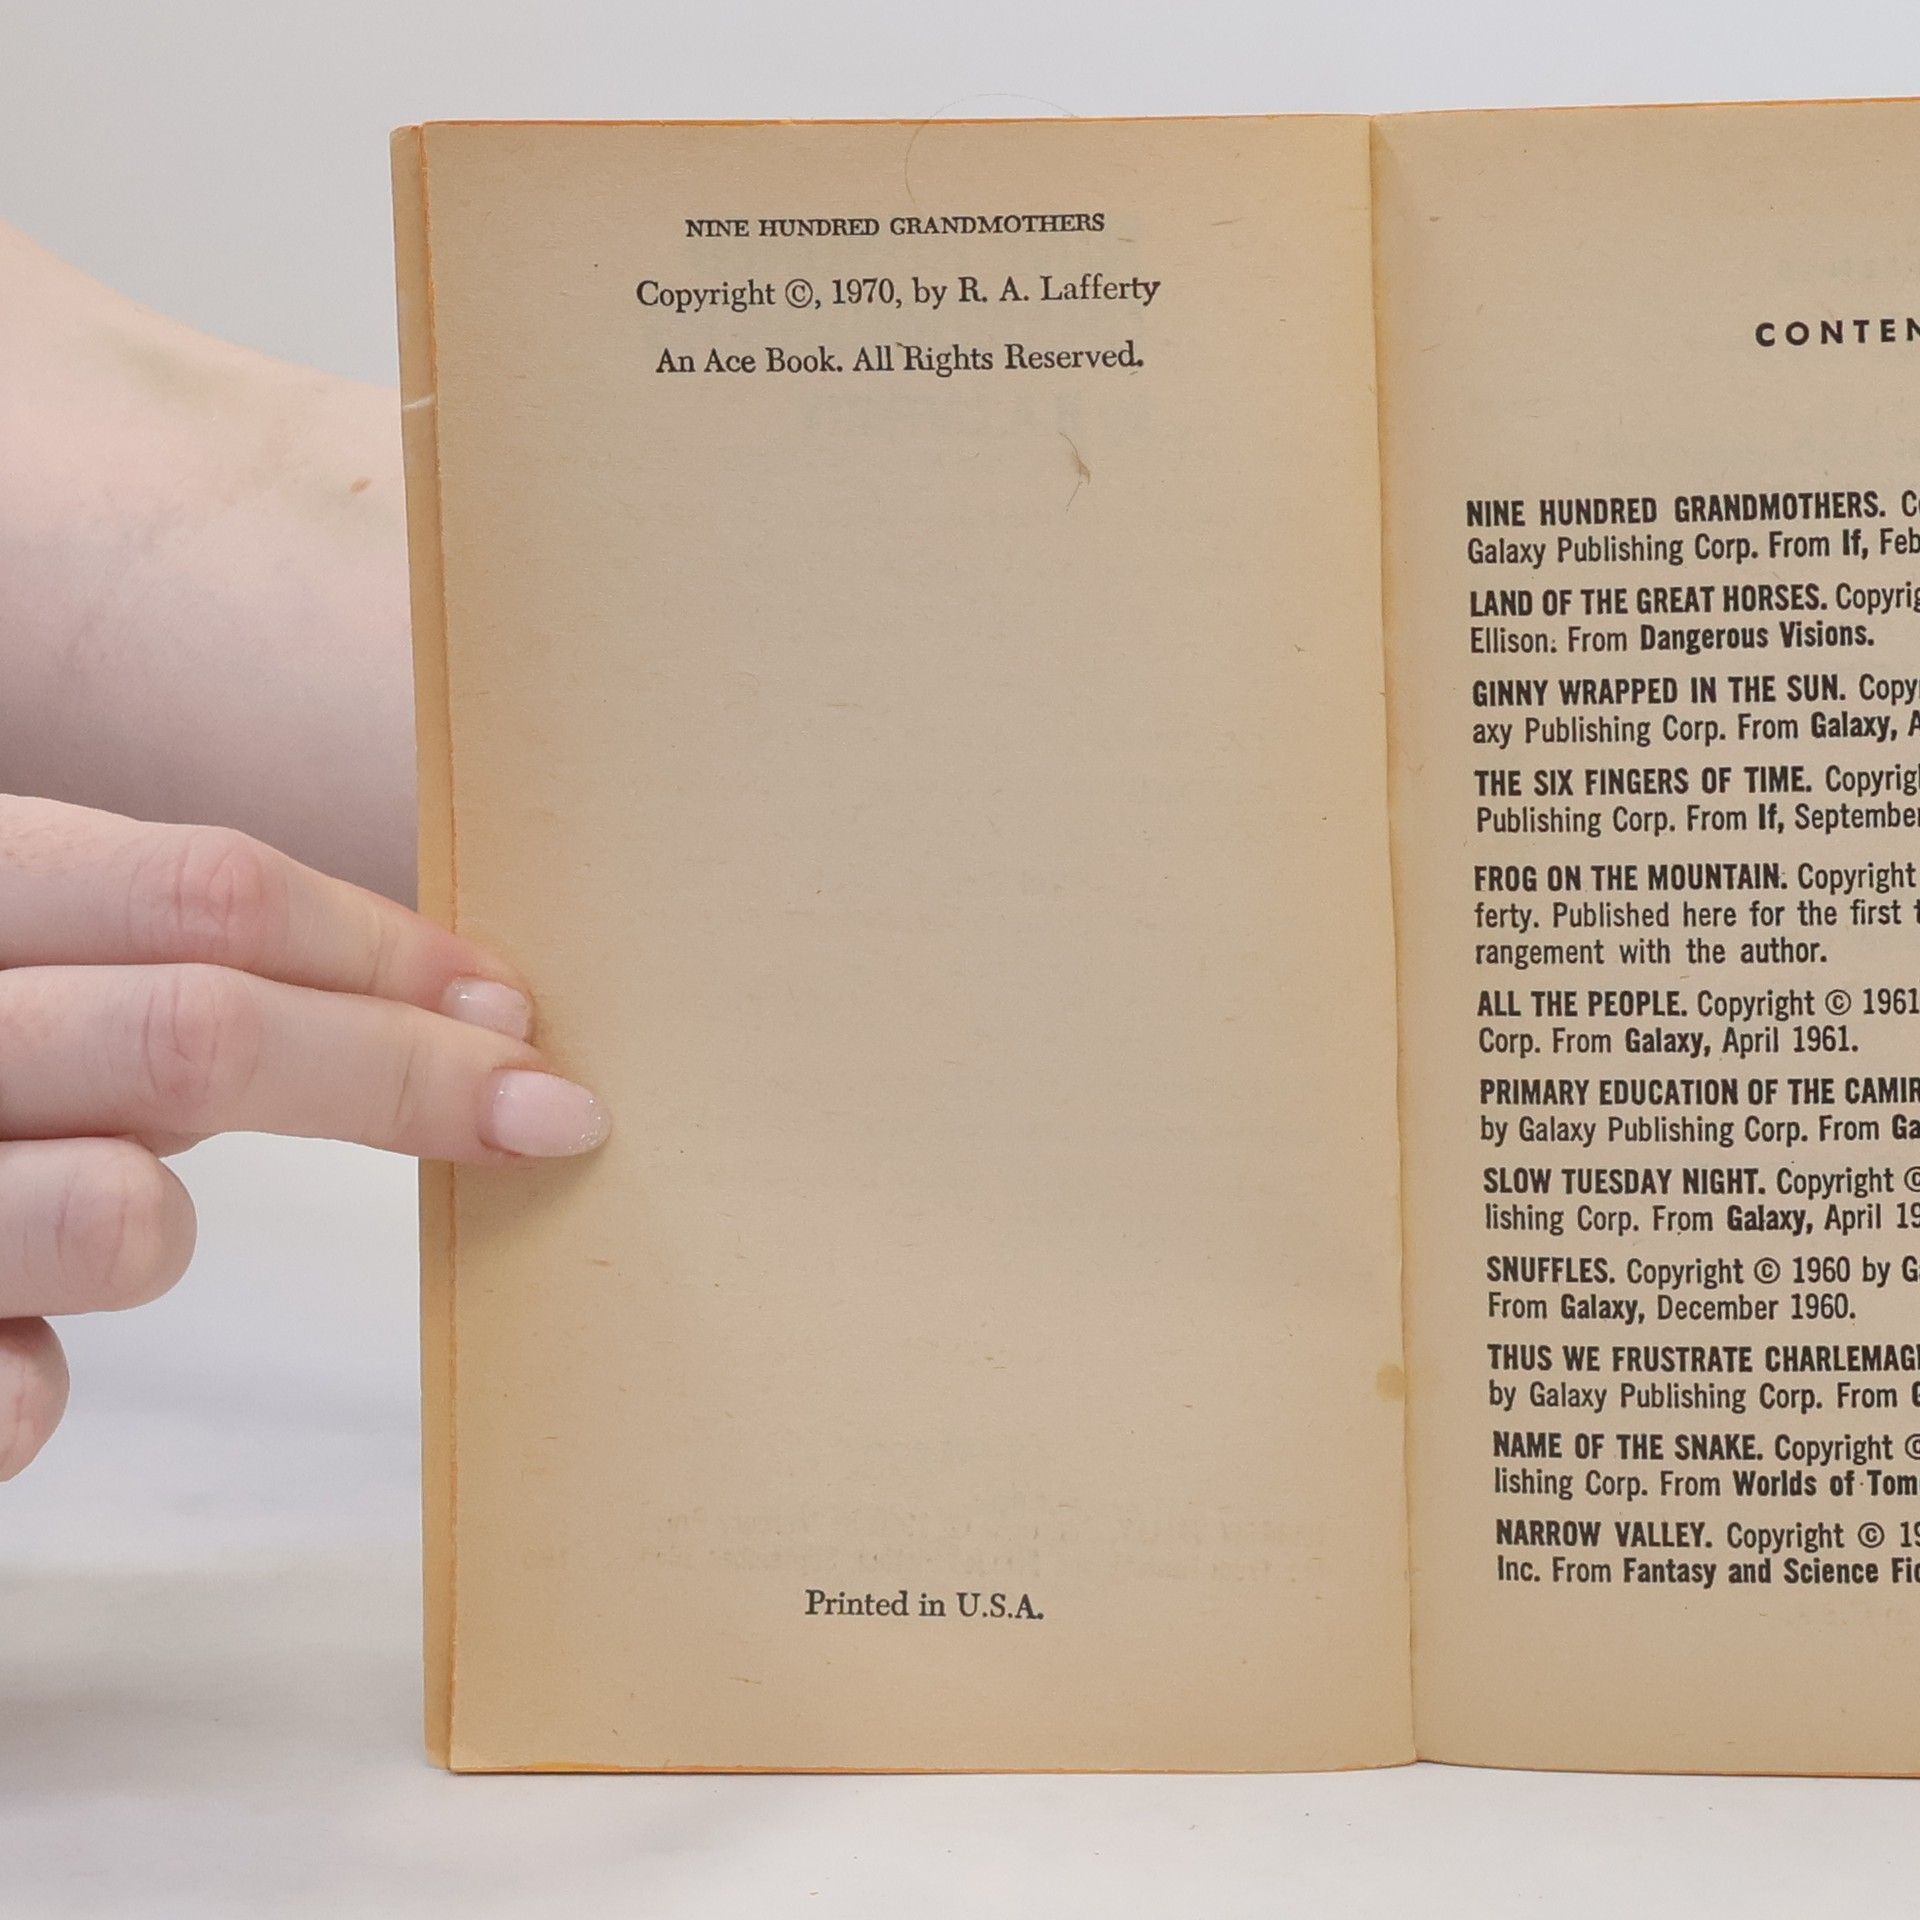 NINE HUNDRED GRANDMOTHERS
Copyright ©, 1970, by R. A. Lafferty
An Ace Book. All Rights Reserved.
Printed in U.S.A.
CONTEN
NINE HUNDRED GRANDMOTHERS.
Galaxy Publishing Corp. From If, Feb
LAND OF THE GREAT HORSES. Copyrig
Ellison. From Dangerous Visions.
GINNY WRAPPED IN THE SUN. Copy
axy Publishing Corp. From Galaxy, A
THE SIX FINGERS OF TIME. Copyrig
Publishing Corp. From If, September
FROG ON THE MOUNTAIN. Copyright
ferty. Published here for the first t
rangement with the author.
ALL THE PEOPLE. Copyright © 1961
Corp. From Galaxy, April 1961.
PRIMARY EDUCATION OF THE CAMIR
by Galaxy Publishing Corp. From Ga
SLOW TUESDAY NIGHT. Copyright ©
lishing Corp. From Galaxy, April 19
SNUFFLES. Copyright © 1960 by G
From Galaxy, December 1960.
THUS WE FRUSTRATE CHARLEMAG
by Galaxy Publishing Corp. From G
NAME OF THE SNAKE. Copyright ©
lishing Corp. From Worlds of Tom
NARROW VALLEY. Copyright © 19
Inc. From Fantasy and Science Fic